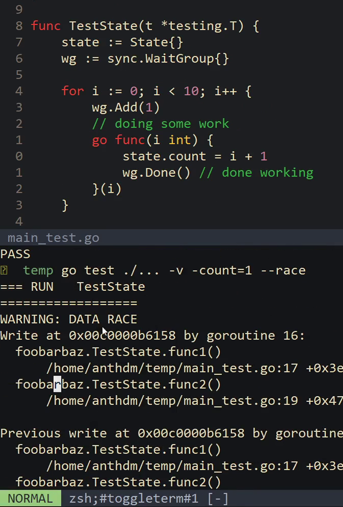 9
8 func TestState(t *testing.T) {
7     state := State{}
6     wg := sync.WaitGroup{}
5
4     for i := 0; i < 10; i++ {
3         wg.Add(1)
2         // doing some work
1         go func(i int) {
0             state.count = i + 1
1             wg.Done() // done working
2         }(i)
3     }
4
main_test.go
PASS
temp go test ./... -v -count=1 --race
=== RUN   TestState
==================
WARNING: DATA RACE
Write at 0x00c0000b6158 by goroutine 16:
  foobarbaz.TestState.func1()
      /home/anthdm/temp/main_test.go:17 +0x3e
  foobarbaz.TestState.func2()
      /home/anthdm/temp/main_test.go:19 +0x47
Previous write at 0x00c0000b6158 by goroutine
  foobarbaz.TestState.func1()
      /home/anthdm/temp/main_test.go:17 +0x3e
  foobarbaz.TestState.func2()
NORMAL  zsh;#toggleterm#1 [-]